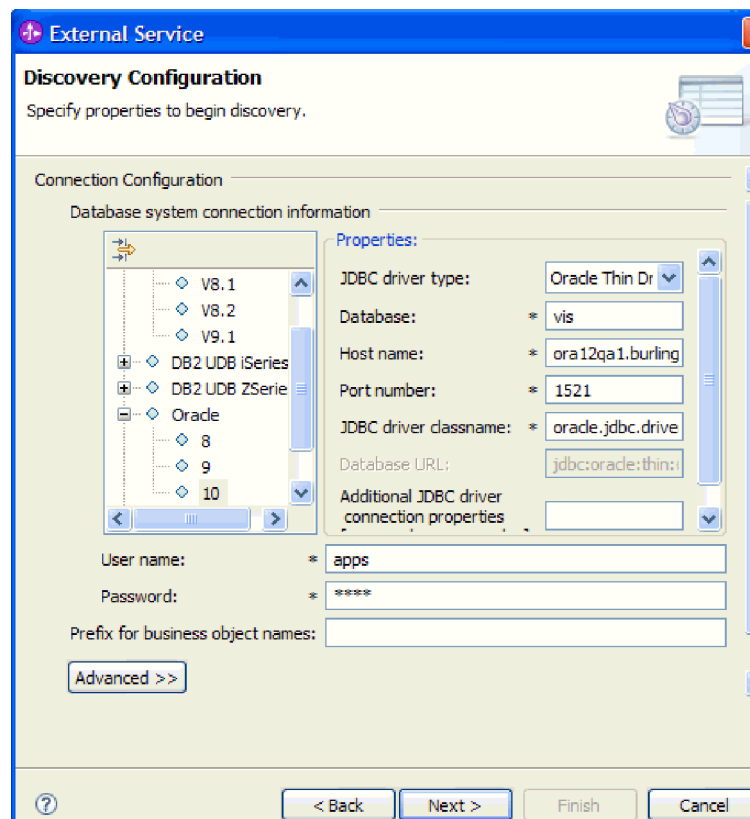 External Service
Discovery Configuration
Specify properties to begin discovery.
Connection Configuration
Database system connection information
V8.1
V8.2
V9.1
DB2 UDB iSeries
DB2 UDB ZSerie
Oracle
8
9
10
Properties:
JDBC driver type: Oracle Thin Dr
Database: * vis
Host name: * ora12qa1.burling
Port number: * 1521
JDBC driver classname: * oracle.jdbc.drive
Database URL: jdbc:oracle:thin:
Additional JDBC driver
connection properties
User name: * apps
Password: * ****
Prefix for business object names:
Advanced >>
? < Back Next > Finish Cancel